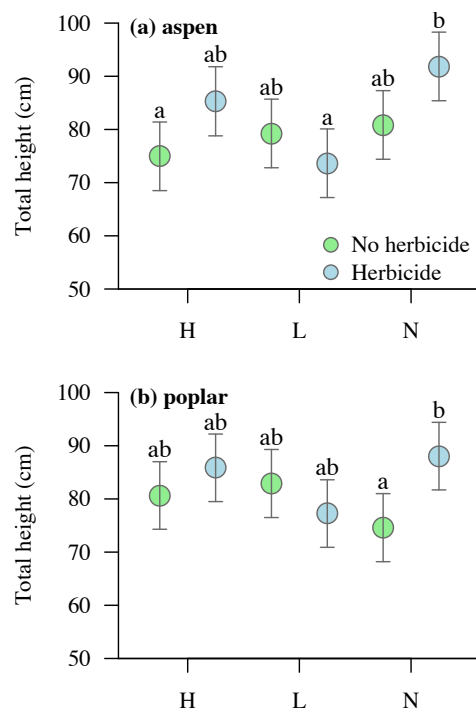 (a) aspen
Total height (cm)
100
90
80
70
60
50
a
ab
ab
a
ab
b
No herbicide
Herbicide
H
L
N
(b) poplar
Total height (cm)
100
90
80
70
60
50
ab
ab
ab
ab
a
b
H
L
N